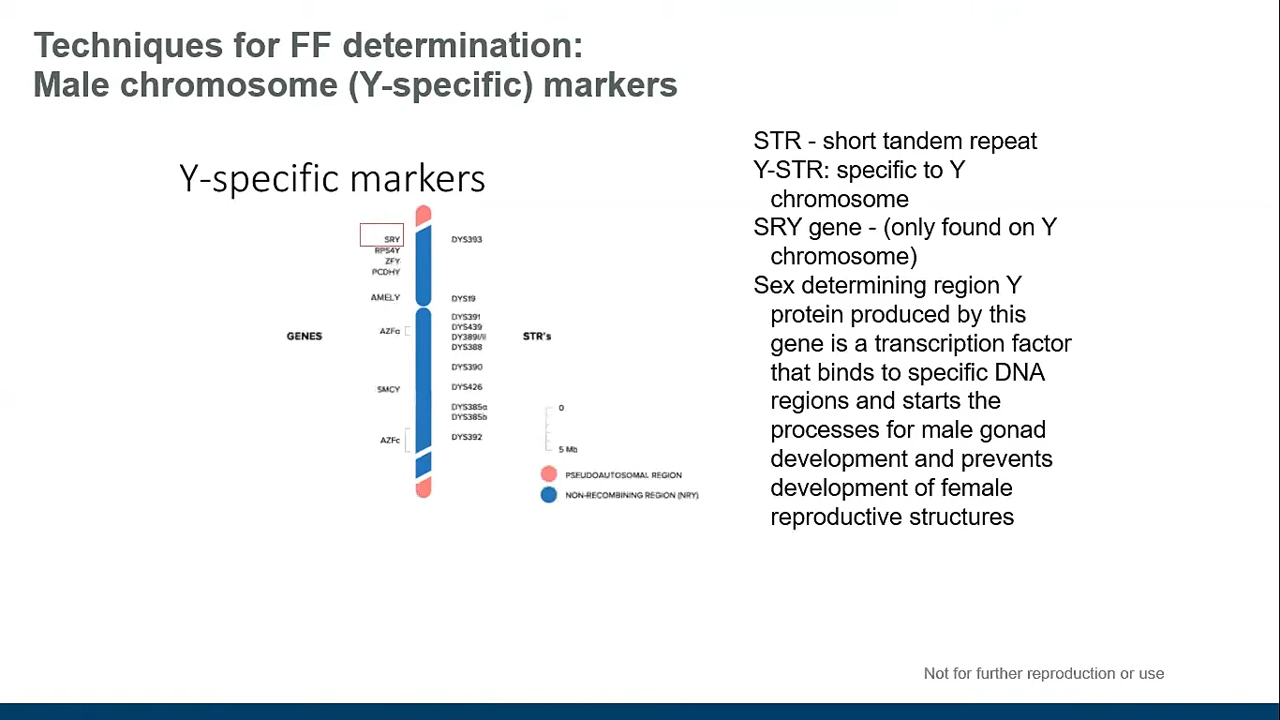 Techniques for FF determination:
Male chromosome (Y-specific) markers
Y-specific markers
SRY
RPS4Y
ZFY
PCDHY
AMELY
AZFa
GENES
SMCY
AZFc
DYS393
DYS19
DYS391
DYS439
DY389I/II
DYS388
DYS390
DYS426
DYS385a
DYS385b
DYS392
STR's
0
5 Mb
PSEUDOAUTOSOMAL REGION
NON-RECOMBINING REGION (NRY)
STR - short tandem repeat
Y-STR: specific to Y
chromosome
SRY gene - (only found on Y
chromosome)
Sex determining region Y
protein produced by this
gene is a transcription factor
that binds to specific DNA
regions and starts the
processes for male gonad
development and prevents
development of female
reproductive structures
Not for further reproduction or use